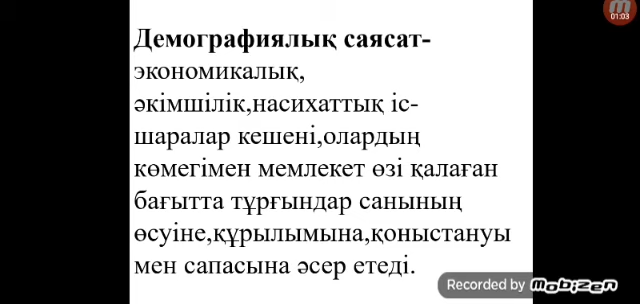 01:03
Демографиялық саясат-
экономикалық,
әкімшілік,насихаттық іс-
шаралар кешені,олардың
көмегімен мемлекет өзі қалаған
бағытта тұрғындар санының
өсуіне,құрылымына,қоныстануы
мен сапасына әсер етеді.
Recorded by mobizen